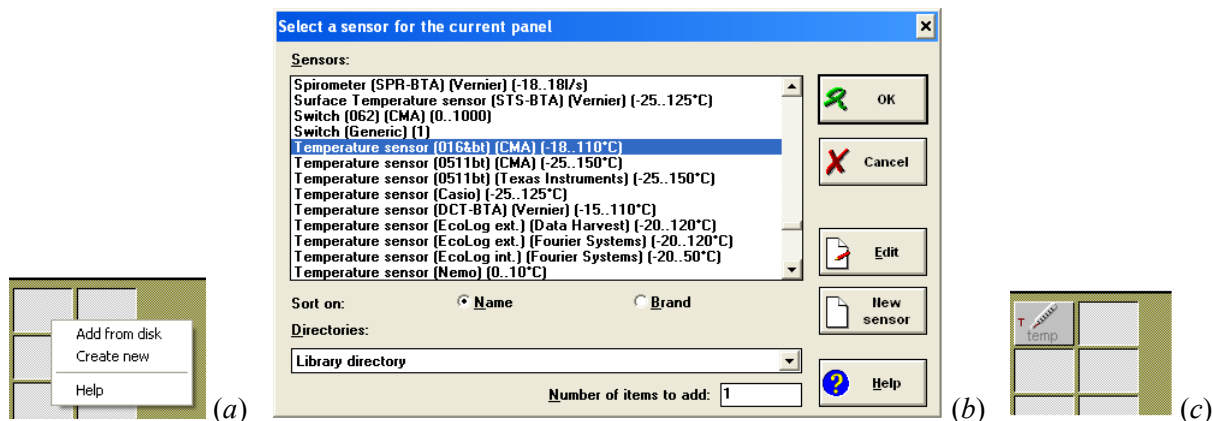 Add from disk
Create new
Help
(a)
Select a sensor for the current panel
Sensors:
Spirometer (SPR-BTA) (Vernier) (-18..18l/s)
Surface Temperature sensor (STS-BTA) (Vernier) (-25..125°C)
Switch (062) (CMA) (0..1000)
Switch (Generic) (1)
Temperature sensor (016&bt) (CMA) (-18..110°C)
Temperature sensor (0511bt) (CMA) (-25..150°C)
Temperature sensor (0511bt) (Texas Instruments) (-25..150°C)
Temperature sensor (Casio) (-25..125°C)
Temperature sensor (DCT-BTA) (Vernier) (-15..110°C)
Temperature sensor (EcoLog ext.) (Data Harvest) (-20..120°C)
Temperature sensor (EcoLog ext.) (Fourier Systems) (-20..120°C)
Temperature sensor (EcoLog int.) (Fourier Systems) (-20..50°C)
Temperature sensor (Nemo) (0..10°C)
Sort on: Name Brand
Directories:
Library directory
Number of items to add: 1
OK
Cancel
Edit
New
sensor
Help
(b)
T
temp
(c)